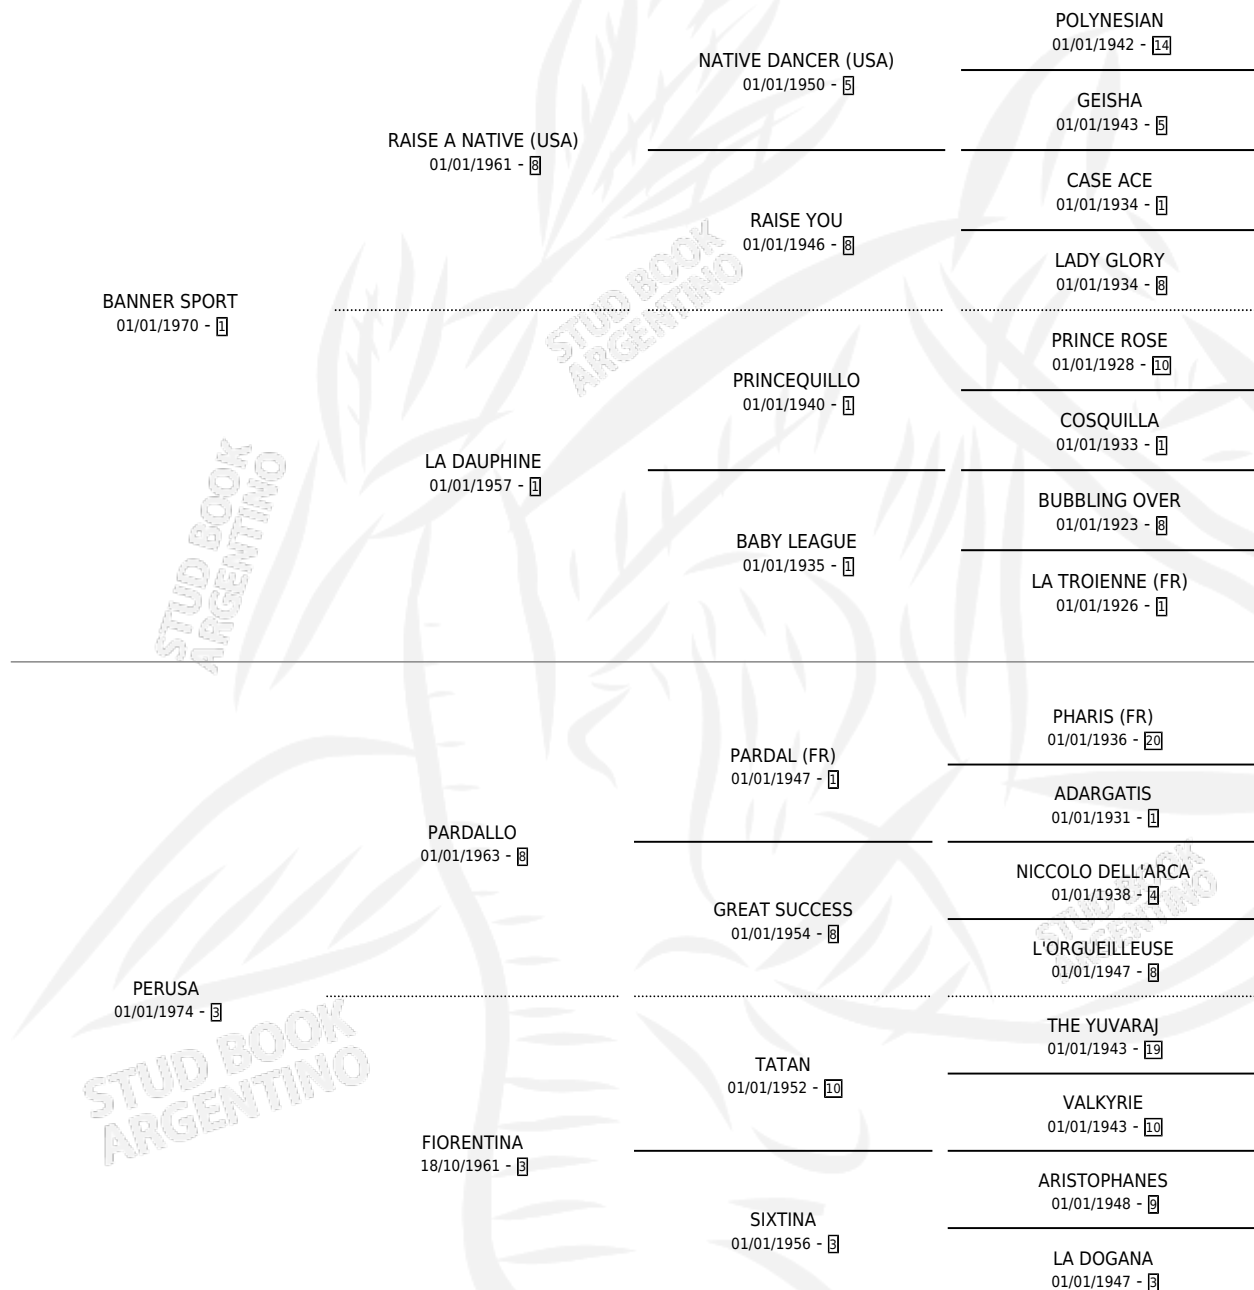 BANNER SPORT
01/01/1970 - 1
RAISE A NATIVE (USA)
01/01/1961 - 8
LA DAUPHINE
01/01/1957 - 1
NATIVE DANCER (USA)
01/01/1950 - 5
RAISE YOU
01/01/1946 - 8
PRINCEQUILLO
01/01/1940 - 1
BABY LEAGUE
01/01/1935 - 1
POLYNESIAN
01/01/1942 - 14
GEISHA
01/01/1943 - 5
CASE ACE
01/01/1934 - 1
LADY GLORY
01/01/1934 - 8
PRINCE ROSE
01/01/1928 - 10
COSQUILLA
01/01/1933 - 1
BUBBLING OVER
01/01/1923 - 8
LA TROIENNE (FR)
01/01/1926 - 1
STUD BOOK
ARGENTINO
STUD BOOK
ARGENTINO
PERUSA
01/01/1974 - 3
PARDALLO
01/01/1963 - 8
FIORENTINA
18/10/1961 - 3
PARDAL (FR)
01/01/1947 - 1
GREAT SUCCESS
01/01/1954 - 8
TATAN
01/01/1952 - 10
SIXTINA
01/01/1956 - 3
PHARIS (FR)
01/01/1936 - 20
ADARGATIS
01/01/1931 - 1
NICCOLO DELL'ARCA
01/01/1938 - 4
L'ORGUEILLEUSE
01/01/1947 - 8
THE YUVARAJ
01/01/1943 - 19
VALKYRIE
01/01/1943 - 10
ARISTOPHANES
01/01/1948 - 9
LA DOGANA
01/01/1947 - 3
STUD BOOK
ARGENTINO
STUD BOOK
ARGENTINO